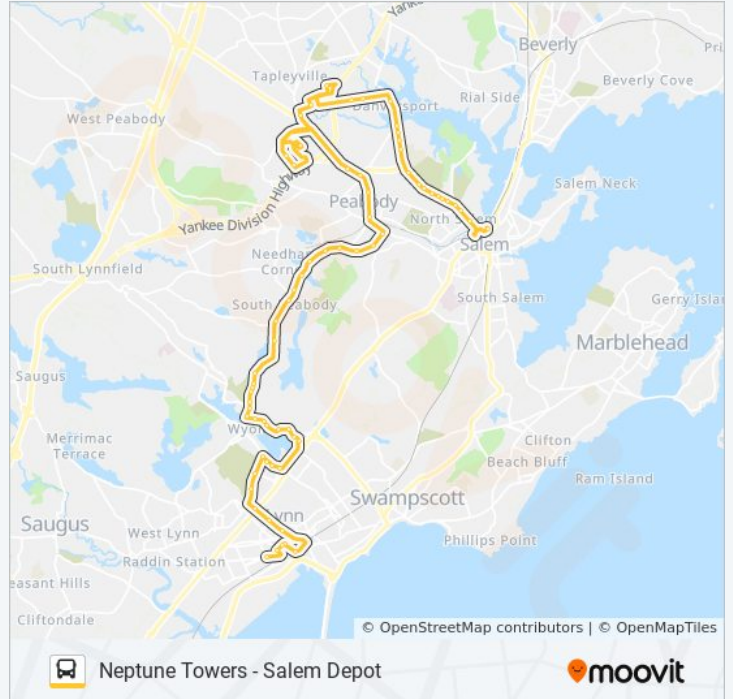 Yank
Beverly
Tapleyville
Pri
Beverly Cove
Rial Side
Danversport
West Peabody
Yankee Division Highway
Salem Neck
Peabody
North Salem
Salem
Needham
Corner
South Lynnfield
South Salem
South Peabody
Gerry Islan
Marblehead
Saugus
Wyo
Merrimac
Terrace
Clifton
Beach Bluff
Ram Island
Swampscott
Lynn
Saugus
West Lynn
Phillips Point
Raddin Station
easant Hills
Cliftondale
© OpenStreetMap contributors | © OpenMapTiles
Neptune Towers - Salem Depot
moovit